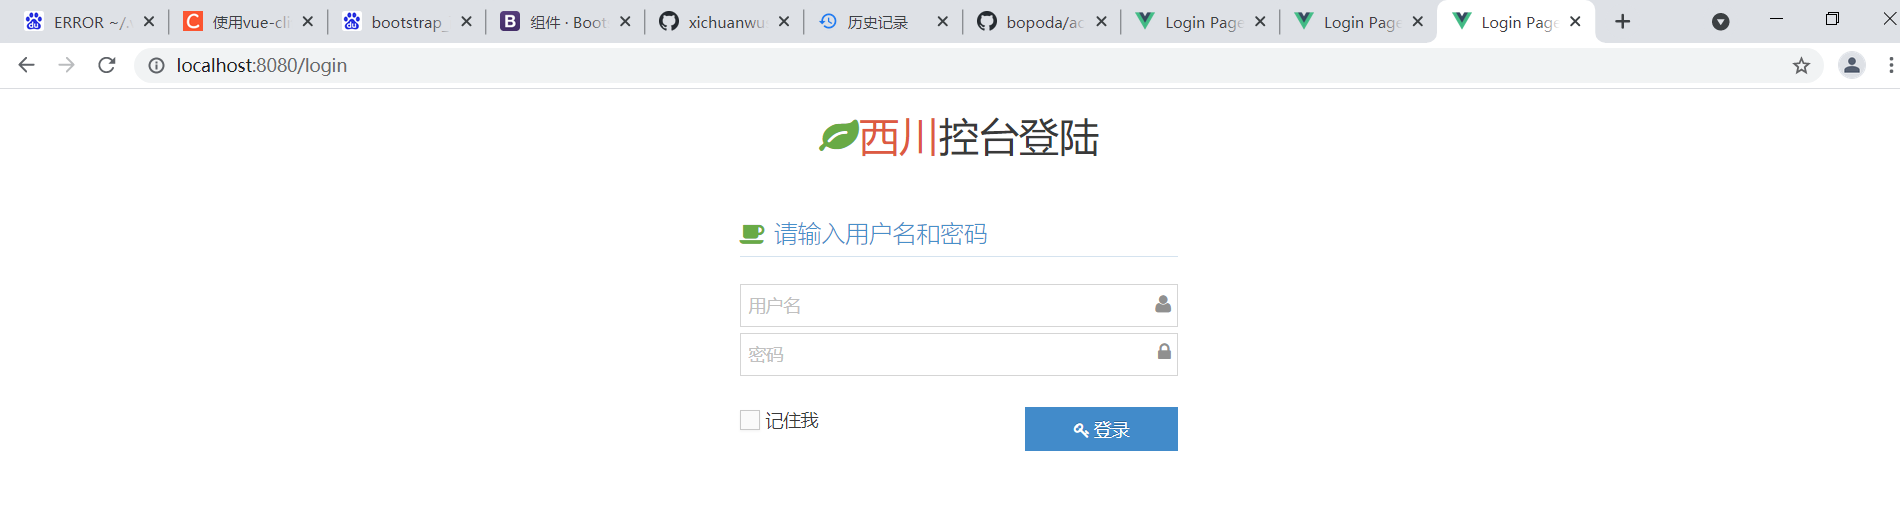 ERROR ~/.
使用vue-cli
bootstrap_
组件 · Boot
xichuanwu
历史记录
bopoda/ac
Login Page
Login Page
Login Page
localhost:8080/login
西川控台登陆
请输入用户名和密码
用户名
密码
记住我
登录